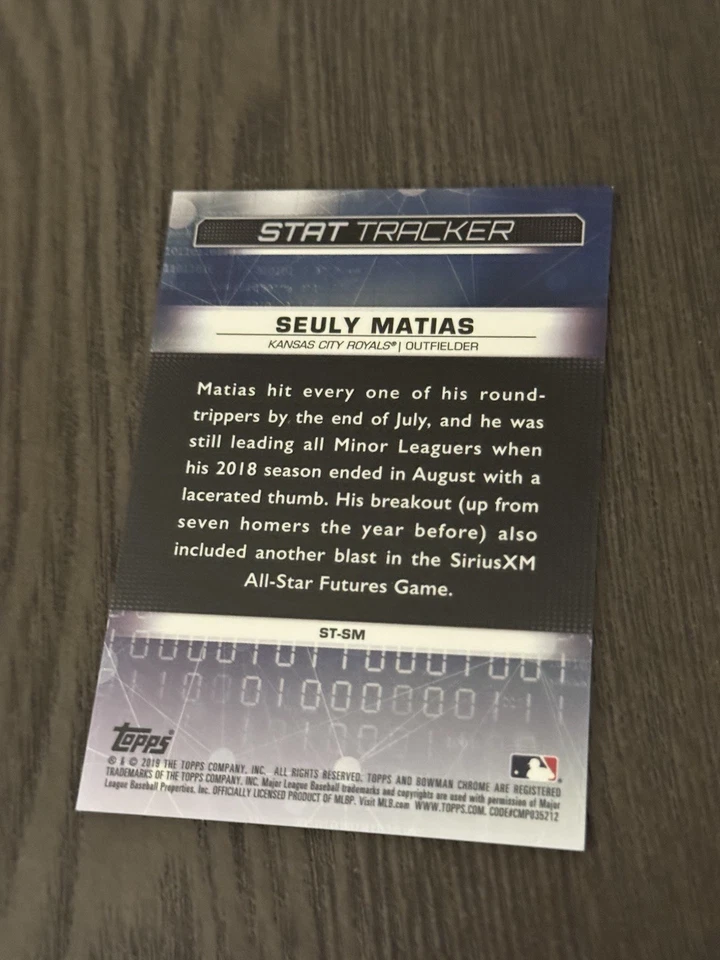 STAT TRACKER
SEULY MATIAS
KANSAS CITY ROYALS® | OUTFIELDER
Matias hit every one of his round-
trippers by the end of July, and he was
still leading all Minor Leaguers when
his 2018 season ended in August with a
lacerated thumb. His breakout (up from
seven homers the year before) also
included another blast in the SiriusXM
All-Star Futures Game.
ST-SM
0000101100001001
010000000111
topps®
® & © 2019 THE TOPPS COMPANY, INC. ALL RIGHTS RESERVED. TOPPS AND BOWMAN CHROME ARE REGISTERED
TRADEMARKS OF THE TOPPS COMPANY, INC. Major League Baseball trademarks and copyrights are used with permission of Major
League Baseball Properties, Inc. OFFICIALLY LICENSED PRODUCT OF MLBP. Visit MLB.com WWW.TOPPS.COM. CODE#CMP035212